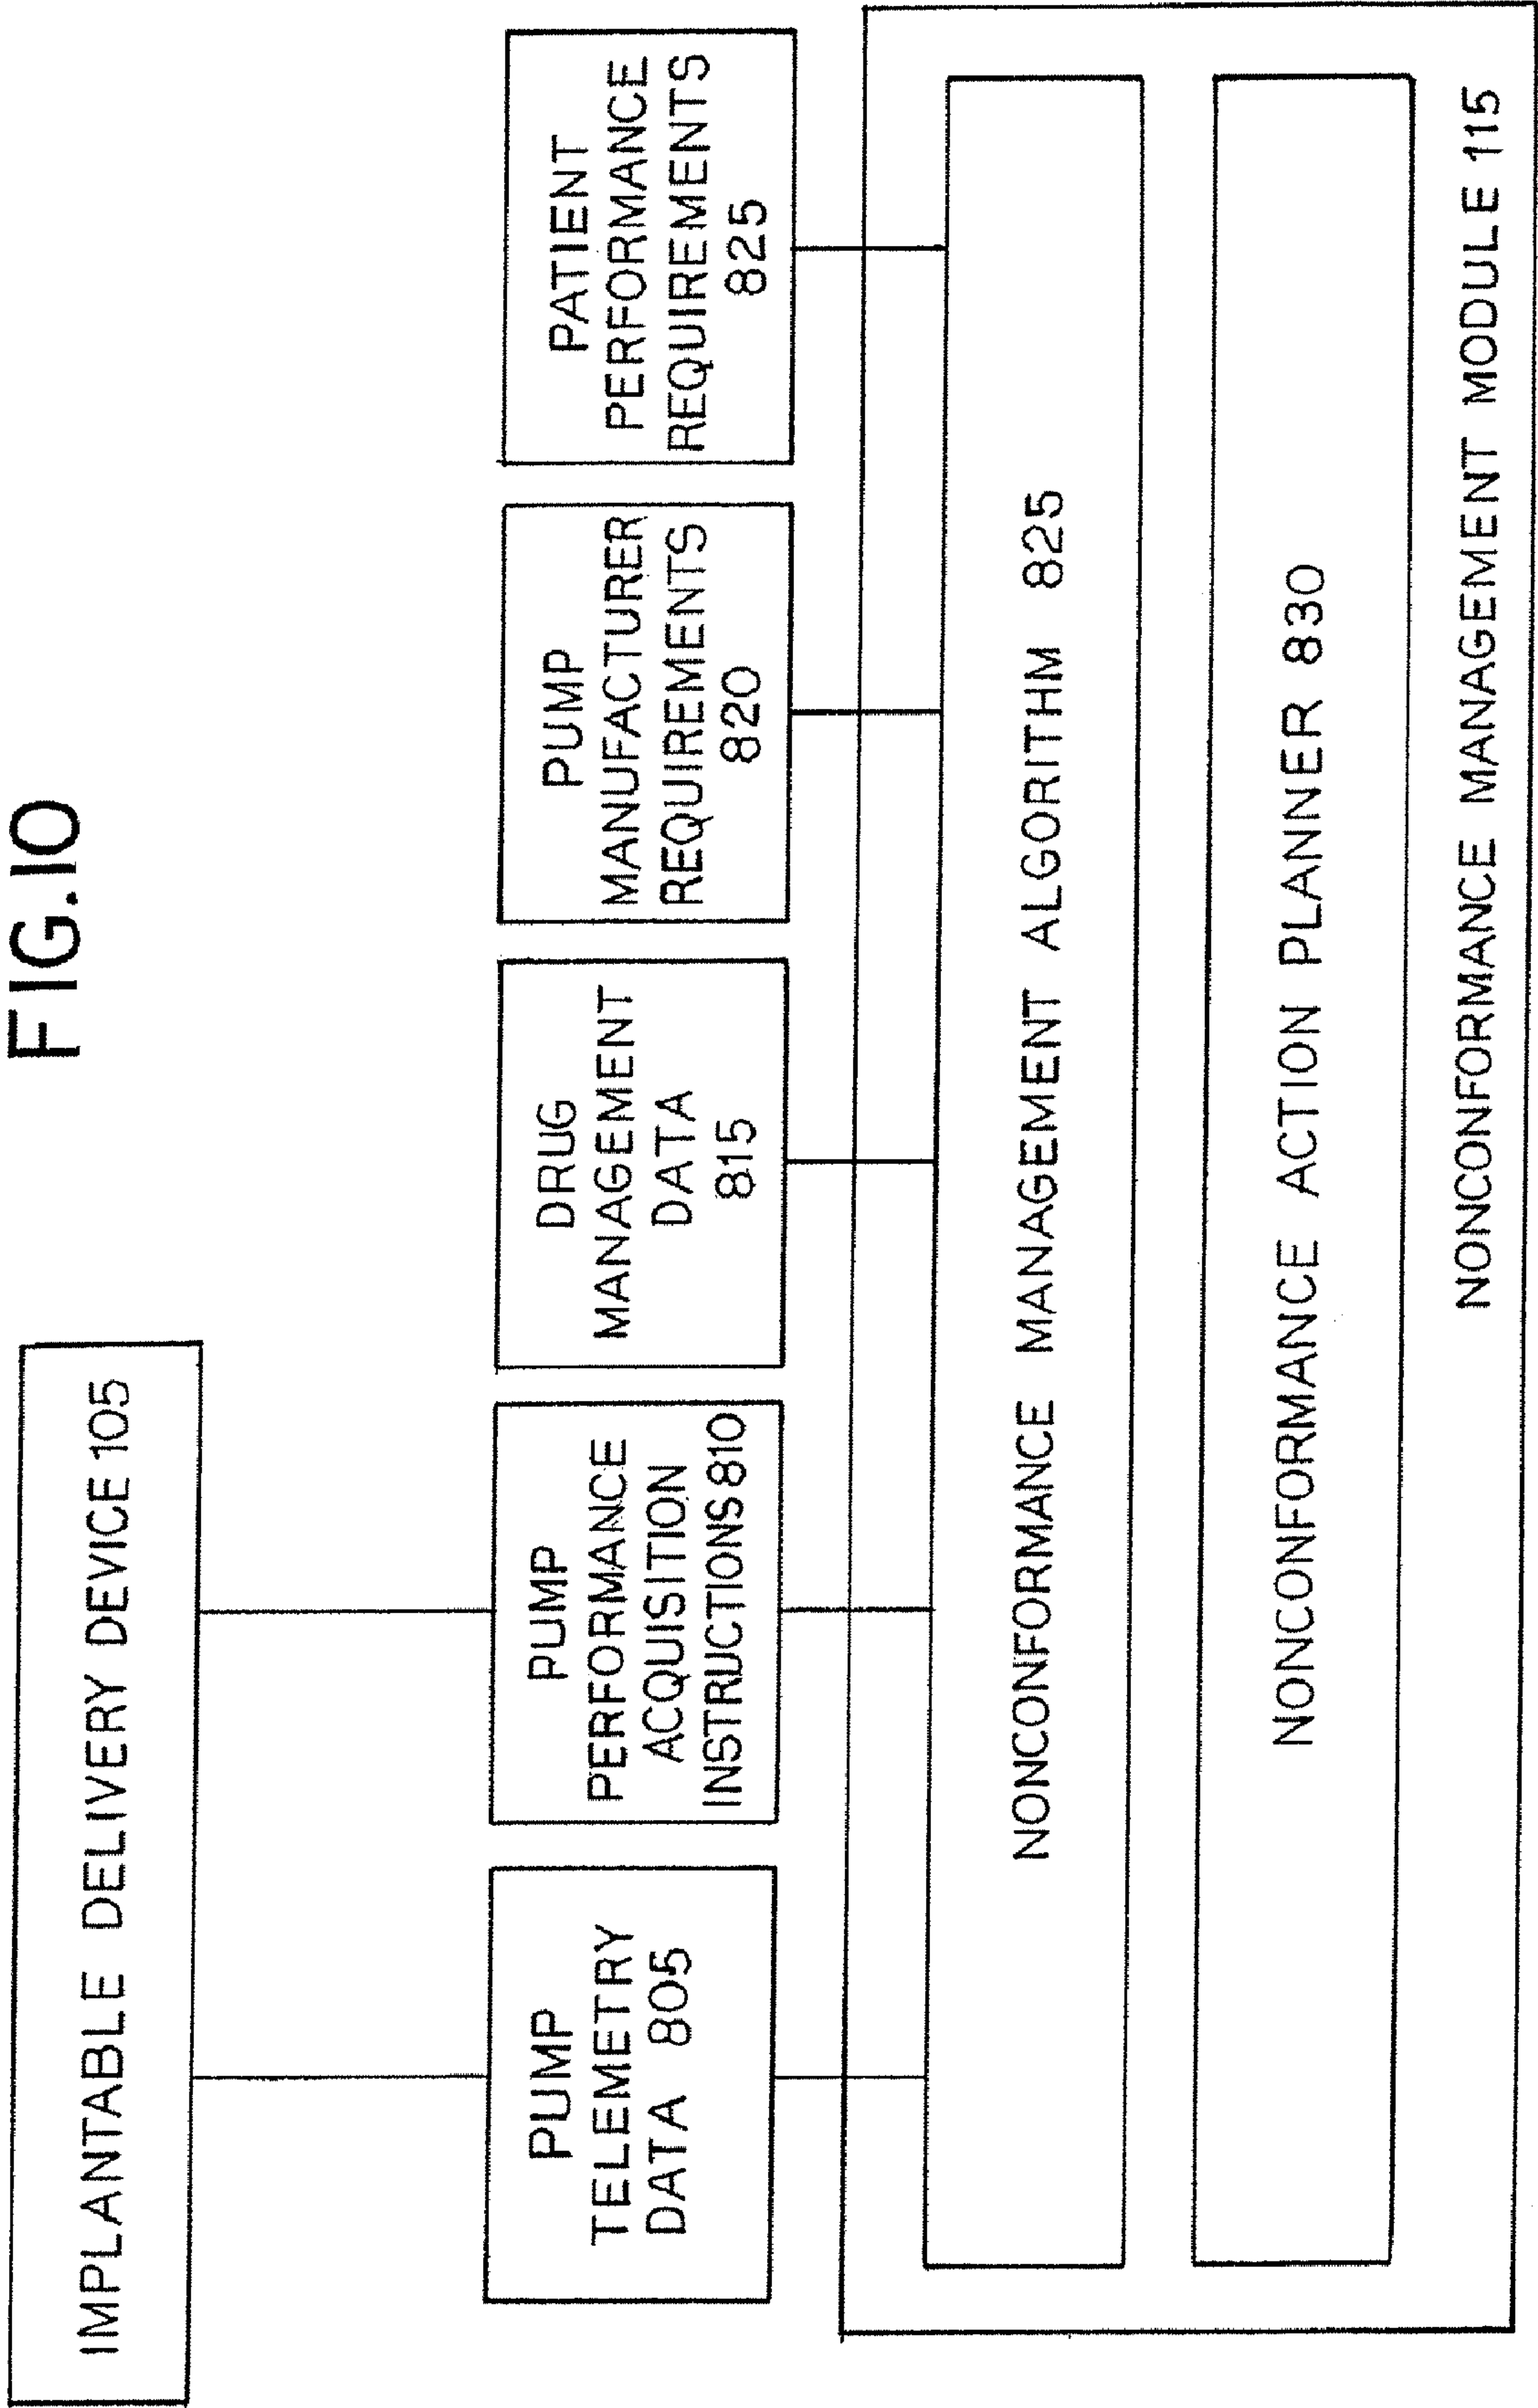 FIG.10
IMPLANTABLE DELIVERY DEVICE 105
PUMP
TELEMETRY
DATA 805
PUMP
PERFORMANCE
ACQUISITION
INSTRUCTIONS 810
DRUG
MANAGEMENT
DATA
815
PUMP
MANUFACTURER
REQUIREMENTS
820
PATIENT
PERFORMANCE
REQUIREMENTS
825
NONCONFORMANCE MANAGEMENT ALGORITHM 825
NONCONFORMANCE ACTION PLANNER 830
NONCONFORMANCE MANAGEMENT MODULE 115